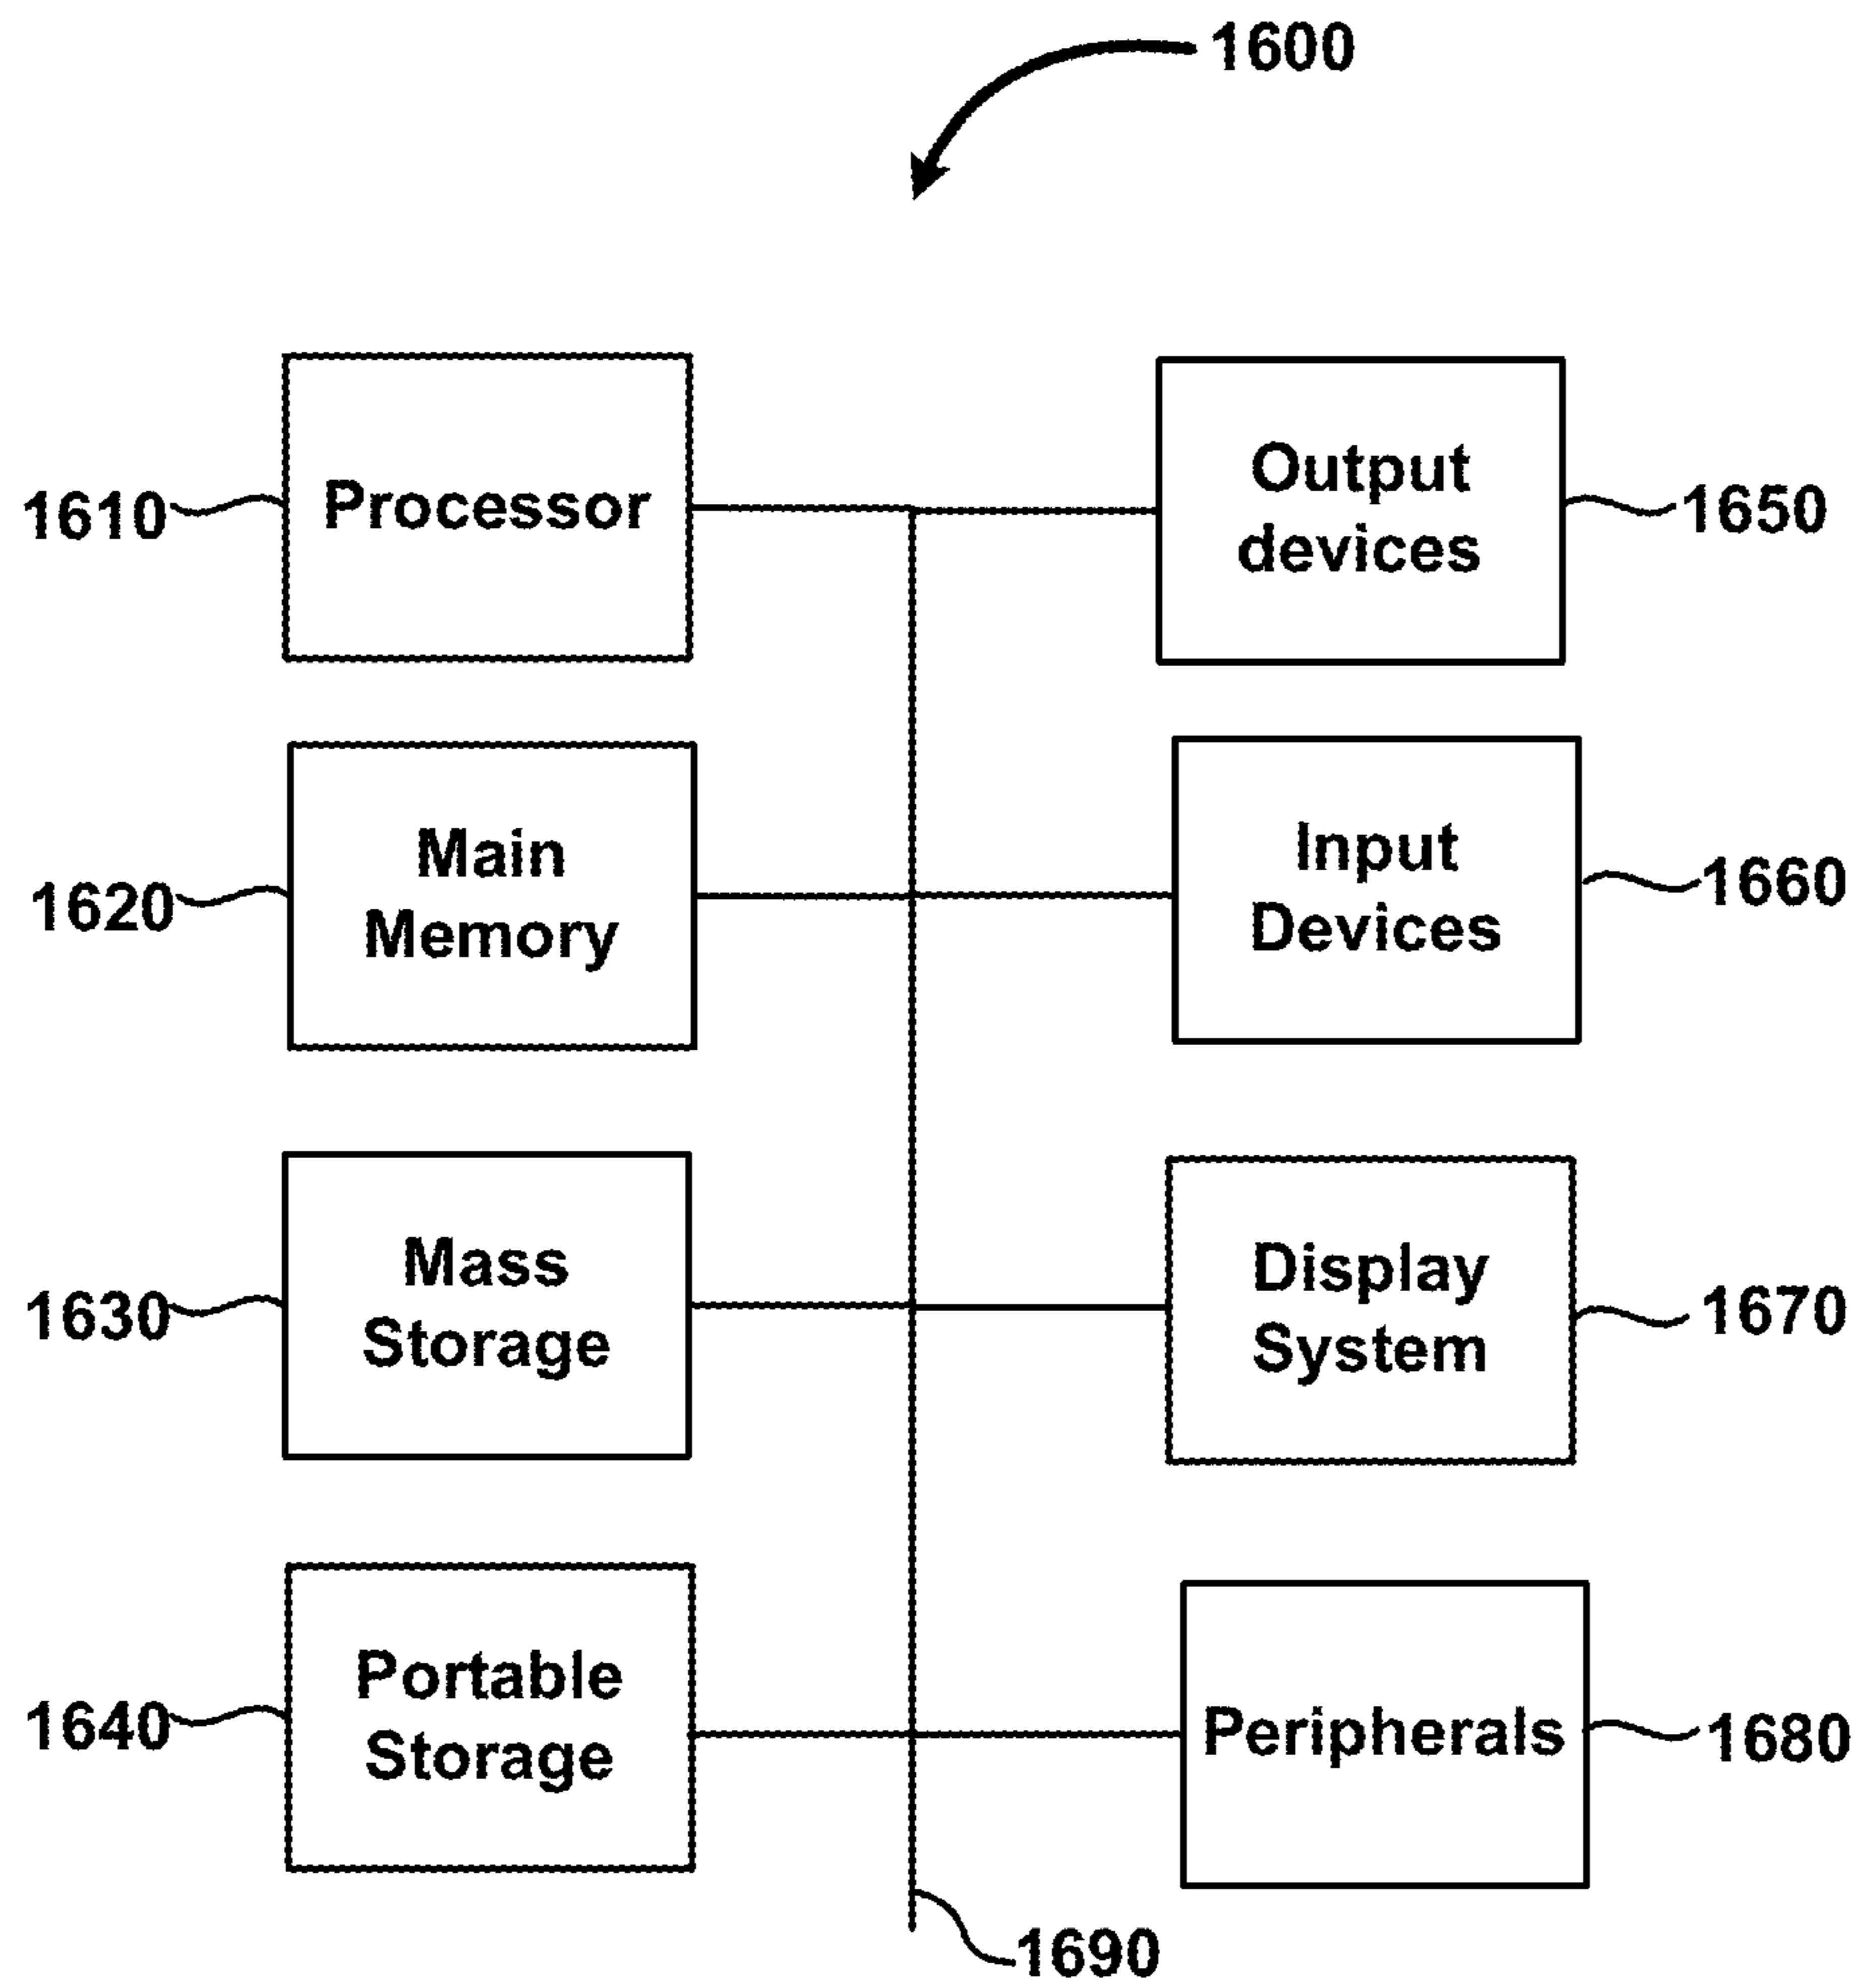 1600
1610
Processor
Output
devices
1650
1620
Main
Memory
Input
Devices
1660
1630
Mass
Storage
Display
System
1670
1640
Portable
Storage
Peripherals
1680
1690